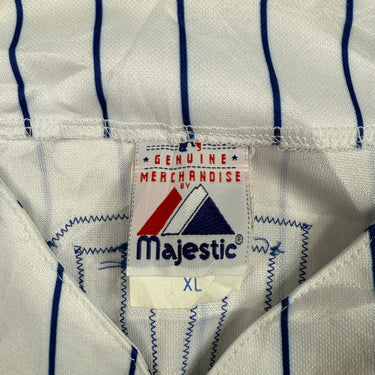 ★ GENUINE ★
MERCHANDISE
BY
Majestic®
XL